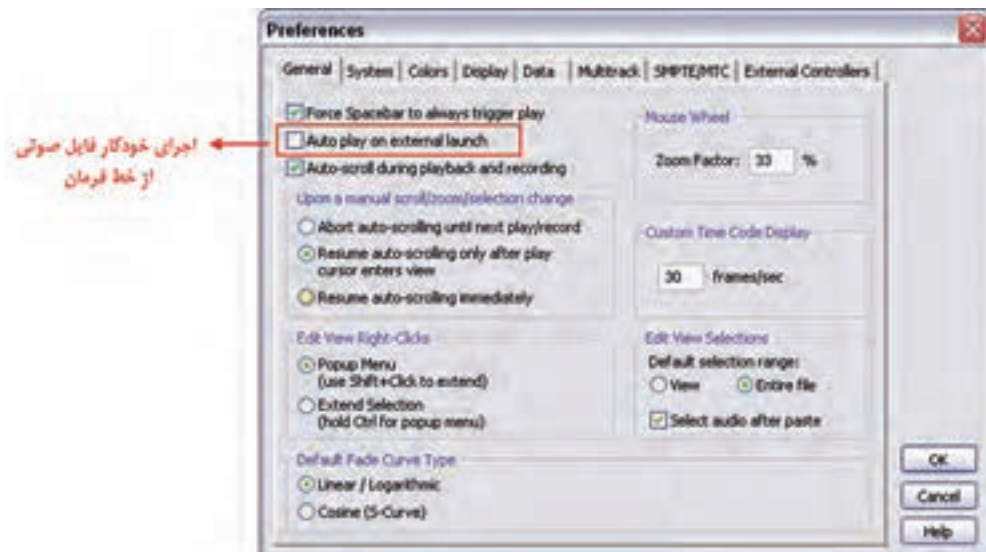 Preferences
General System Colors Display Data Multitrack SMPTE/MTC External Controllers
Force Spacebar to always trigger play
Auto play on external launch
Auto-scroll during playback and recording
Upon a manual scroll/zoom/selection change
Abort auto-scrolling until next play/record
Resume auto-scrolling only after play
cursor enters view
Resume auto-scrolling immediately
Edit View Right-Clicks
Popup Menu
(use Shift+Click to extend)
Extend Selection
(hold Ctrl for popup menu)
Default Fade Curve Type
Linear / Logarithmic
Cosine (S-Curve)
Mouse Wheel
Zoom Factor: 33 %
Custom Time Code Display
30 frames/sec
Edit View Selections
Default selection range:
View Entire file
Select audio after paste
OK
Cancel
Help
اجرای خودکار فایل صوتی
از خط فرمان